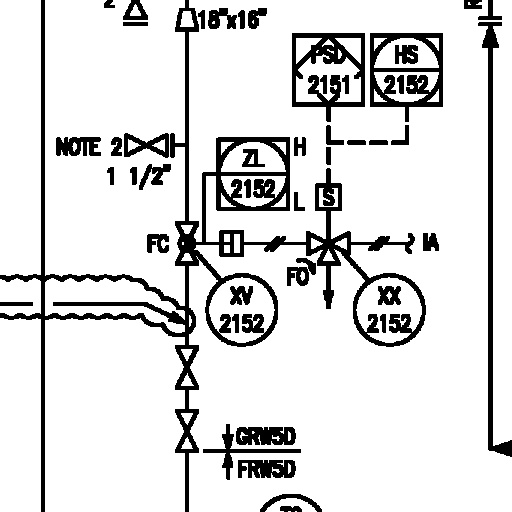 2
18"x16"
PSD
2151
HS
2152
NOTE 2
1 1/2"
ZL
2152
H
L
S
FC
IA
FO
XV
2152
XX
2152
GRW5D
FRW5D